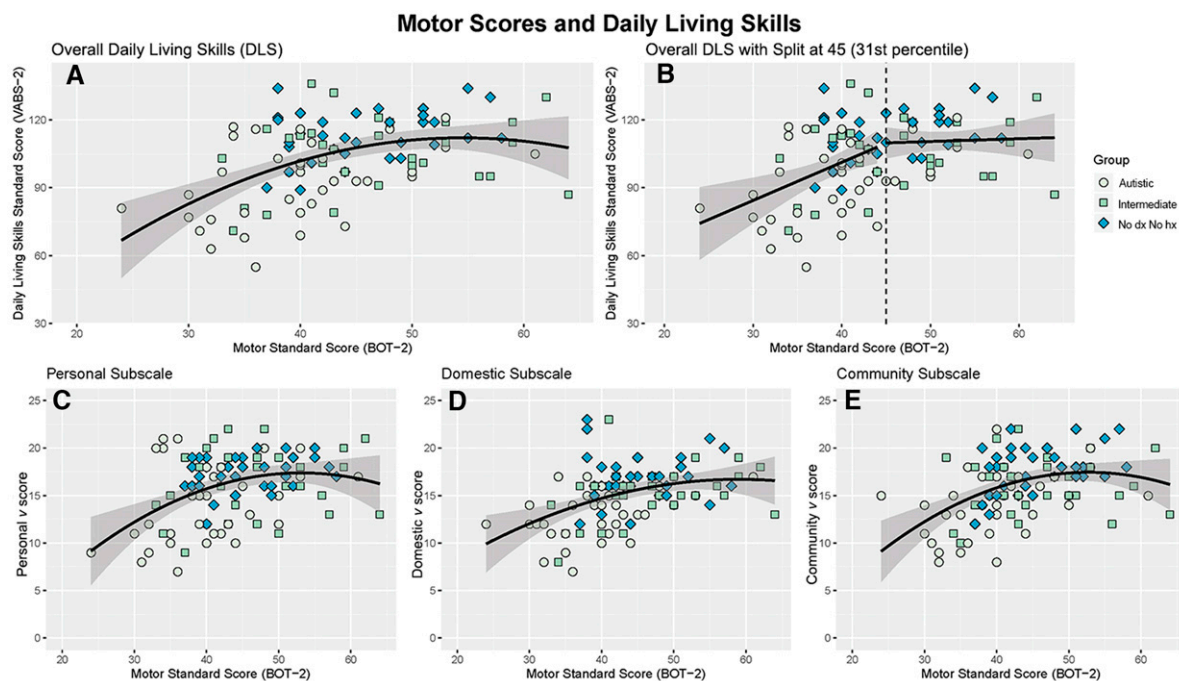 Motor Scores and Daily Living Skills
Overall Daily Living Skills (DLS)
A
Daily Living Skills Standard Score (VABS-2)
120
90
60
30
20
30
40
50
60
Motor Standard Score (BOT-2)
Overall DLS with Split at 45 (31st percentile)
B
Daily Living Skills Standard Score (VABS-2)
120
90
60
30
20
30
40
50
60
Motor Standard Score (BOT-2)
Group
Autistic
Intermediate
No dx No hx
Personal Subscale
C
Personal v score
25
20
15
10
5
0
20
30
40
50
60
Motor Standard Score (BOT-2)
Domestic Subscale
D
Domestic v score
25
20
15
10
5
0
20
30
40
50
60
Motor Standard Score (BOT-2)
Community Subscale
E
Community v score
25
20
15
10
5
0
20
30
40
50
60
Motor Standard Score (BOT-2)